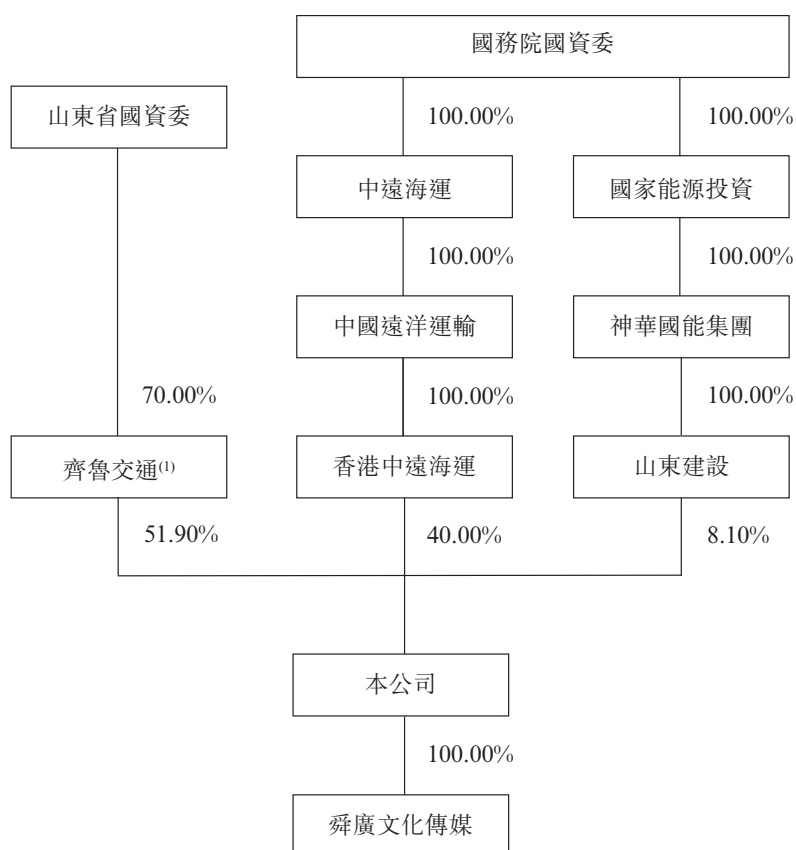 國務院國資委
山東省國資委
100.00%
100.00%
中遠海運
國家能源投資
100.00%
100.00%
中國遠洋運輸
神華國能集團
70.00%
100.00%
100.00%
齊魯交通(1)
香港中遠海運
山東建設
51.90%
40.00%
8.10%
本公司
100.00%
舜廣文化傳媒